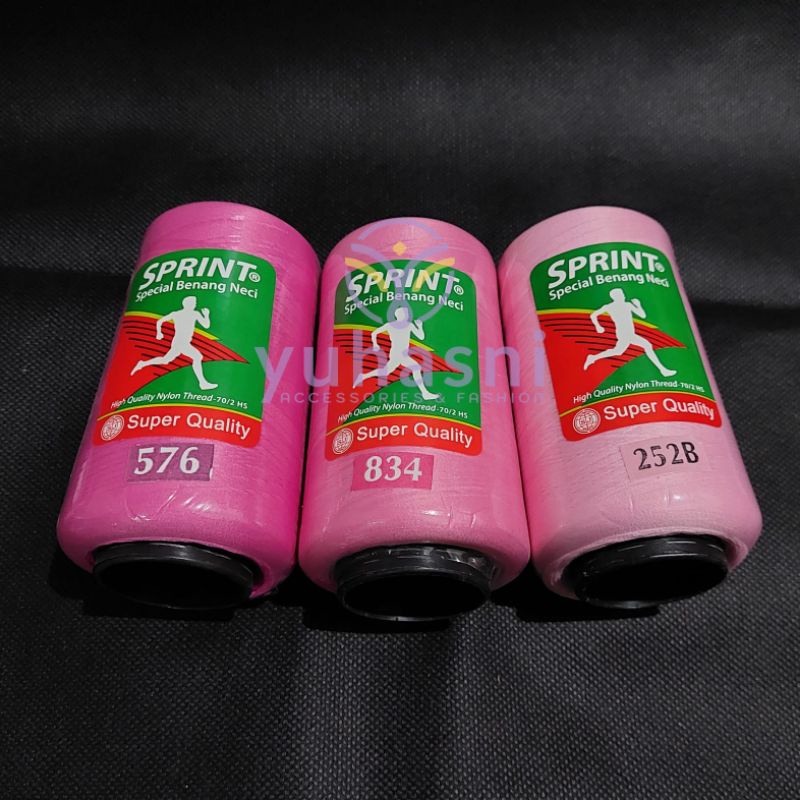 SPRINT®
Special Benang Neci
High Quality Nylon Thread-70/2 HS
Super Quality
576
SPRINT®
Special Benang Neci
High Quality Nylon Thread-70/2 HS
Super Quality
834
SPRINT®
Special Benang Neci
High Quality Nylon Thread-70/2 HS
Super Quality
252B
yuhasni
ACCESSORIES & FASHION